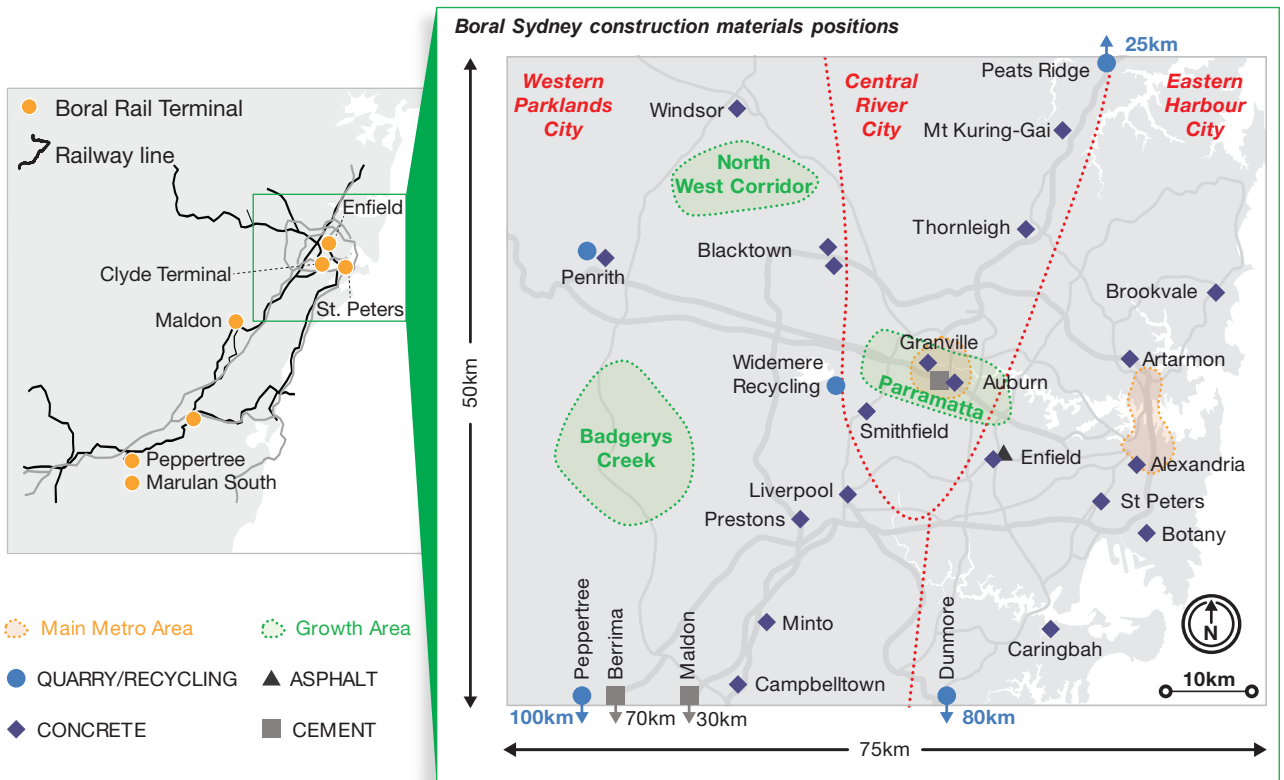 Boral Sydney construction materials positions
Boral Rail Terminal
Railway line
Enfield
Clyde Terminal
St. Peters
Maldon
Peppertree
Marulan South
Main Metro Area
Growth Area
QUARRY/RECYCLING
ASPHALT
CONCRETE
CEMENT
25km
Peats Ridge
Western
Parklands
City
Central
River
City
Eastern
Harbour
City
Windsor
Mt Kuring-Gai
North
West Corridor
Thornleigh
Blacktown
Penrith
Brookvale
50km
Granville
Artarmon
Widemere
Recycling
Auburn
Parramatta
Smithfield
Badgerys
Creek
Enfield
Alexandria
Liverpool
St Peters
Prestons
Botany
Peppertree
Berrima
Maldon
Minto
Dunmore
Caringbah
N
Campbelltown
10km
100km
70km
30km
80km
75km